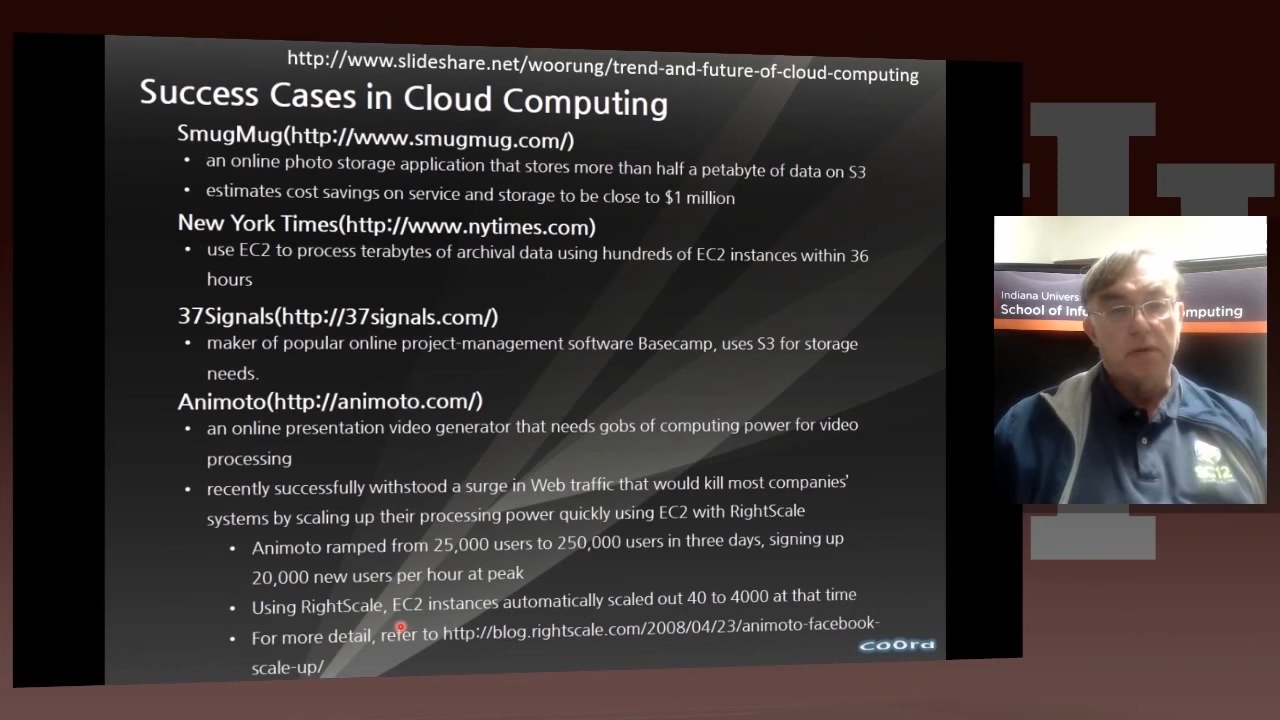 http://www.slideshare.net/woorung/trend-and-future-of-cloud-computing
Success Cases in Cloud Computing
SmugMug(http://www.smugmug.com/)
• an online photo storage application that stores more than half a petabyte of data on S3
• estimates cost savings on service and storage to be close to $1 million
New York Times(http://www.nytimes.com)
• use EC2 to process terabytes of archival data using hundreds of EC2 instances within 36
hours
37Signals(http://37signals.com/)
• maker of popular online project-management software Basecamp, uses S3 for storage
needs.
Animoto(http://animoto.com/)
• an online presentation video generator that needs gobs of computing power for video
processing
• recently successfully withstood a surge in Web traffic that would kill most companies'
systems by scaling up their processing power quickly using EC2 with RightScale
• Animoto ramped from 25,000 users to 250,000 users in three days, signing up
20,000 new users per hour at peak
• Using RightScale, EC2 instances automatically scaled out 40 to 4000 at that time
• For more detail, refer to http://blog.rightscale.com/2008/04/23/animoto-facebook-
scale-up/
coord
Indiana Univers
School of Info mputing
SC12